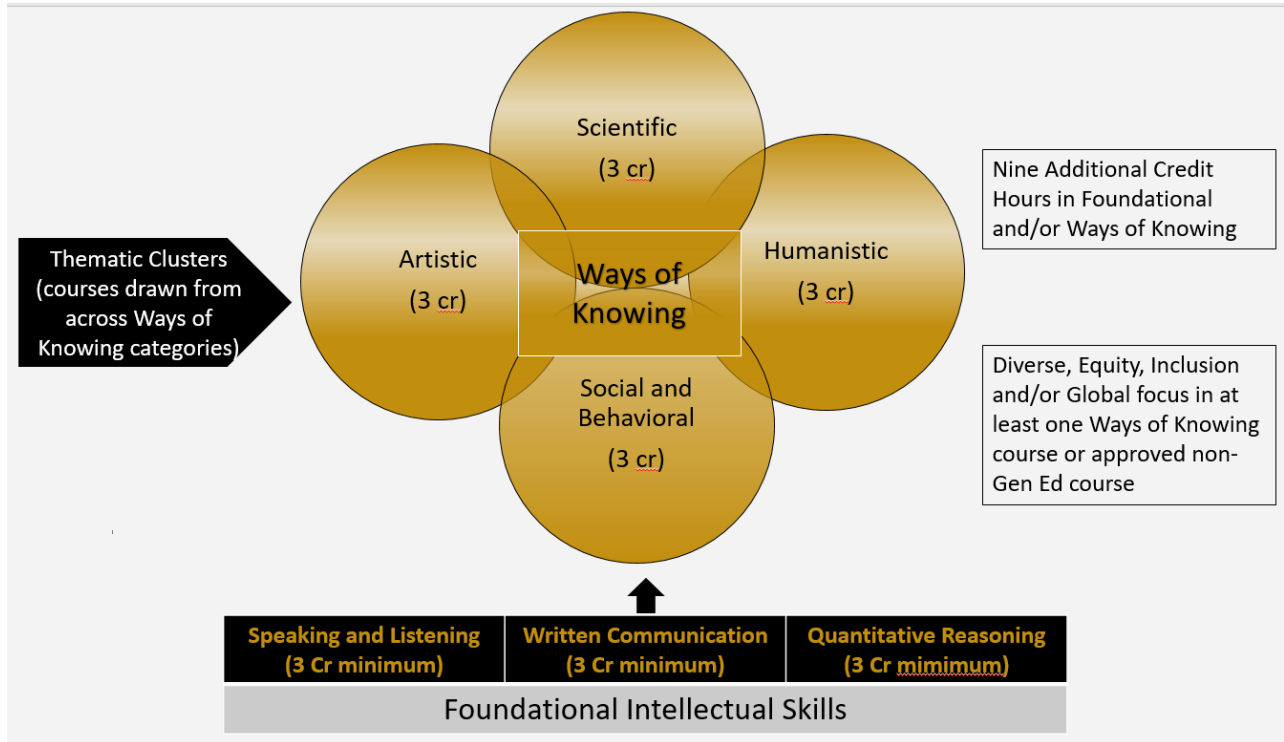 Scientific
(3 cr)
Artistic
(3 cr)
Ways of
Knowing
Humanistic
(3 cr)
Social and
Behavioral
(3 cr)
Thematic Clusters
(courses drawn from
across Ways of
Knowing categories)
Nine Additional Credit
Hours in Foundational
and/or Ways of Knowing
Diverse, Equity, Inclusion
and/or Global focus in at
least one Ways of Knowing
course or approved non-
Gen Ed course
Speaking and Listening
(3 Cr minimum)
Written Communication
(3 Cr minimum)
Quantitative Reasoning
(3 Cr mimimum)
Foundational Intellectual Skills